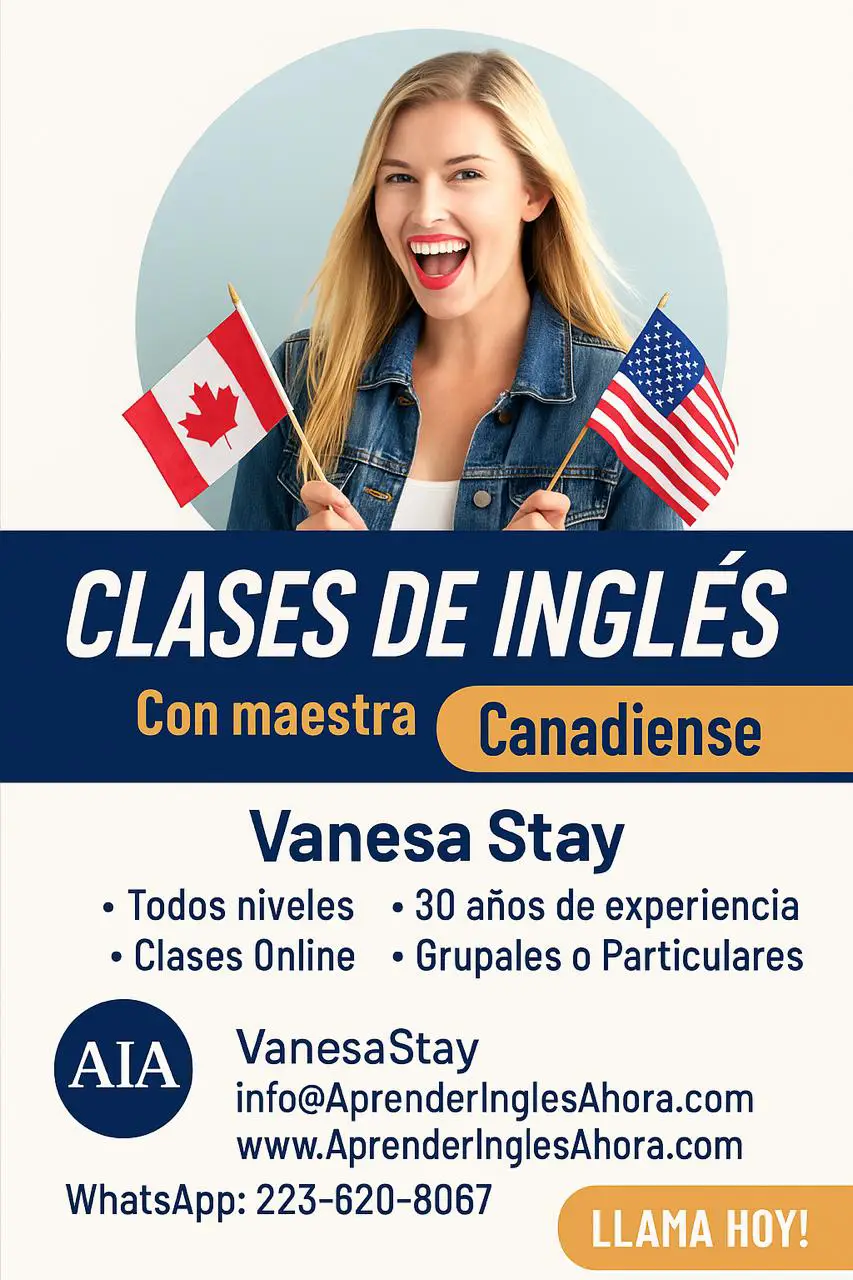 CLASES DE INGLÉS
Con maestra Canadiense
Vanesa Stay
• Todos niveles • 30 años de experiencia
• Clases Online • Grupales o Particulares
AIA
VanesaStay
info@AprenderInglesAhora.com
www.AprenderInglesAhora.com
WhatsApp: 223-620-8067
LLAMA HOY!